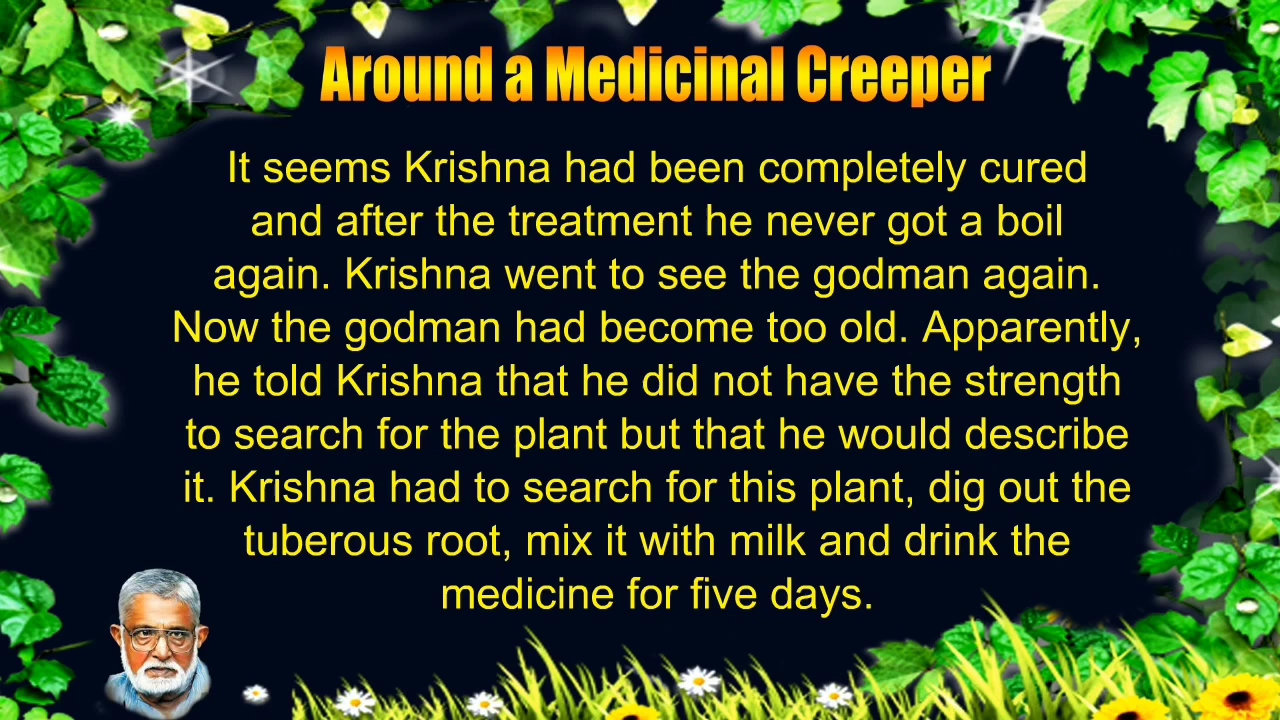 Around a Medicinal Creeper
It seems Krishna had been completely cured
and after the treatment he never got a boil
again. Krishna went to see the godman again.
Now the godman had become too old. Apparently,
he told Krishna that he did not have the strength
to search for the plant but that he would describe
it. Krishna had to search for this plant, dig out the
tuberous root, mix it with milk and drink the
medicine for five days.